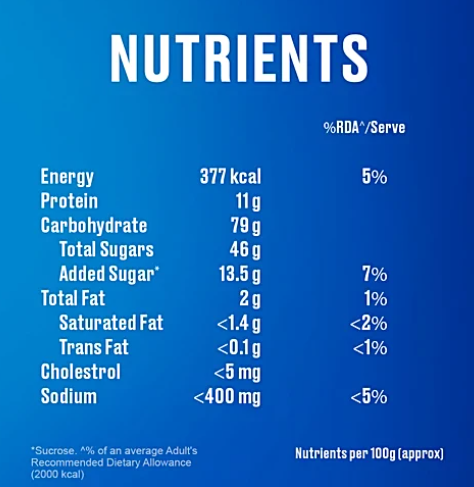 NUTRIENTS
%RDA^/Serve
Energy 377 kcal 5%
Protein 11 g
Carbohydrate 79 g
Total Sugars 46 g
Added Sugar* 13.5 g 7%
Total Fat 2 g 1%
Saturated Fat <1.4 g <2%
Trans Fat <0.1 g <1%
Cholestrol <5 mg
Sodium <400 mg <5%
*Sucrose. ^% of an average Adult's
Recommended Dietary Allowance
(2000 kcal)
Nutrients per 100g (approx)